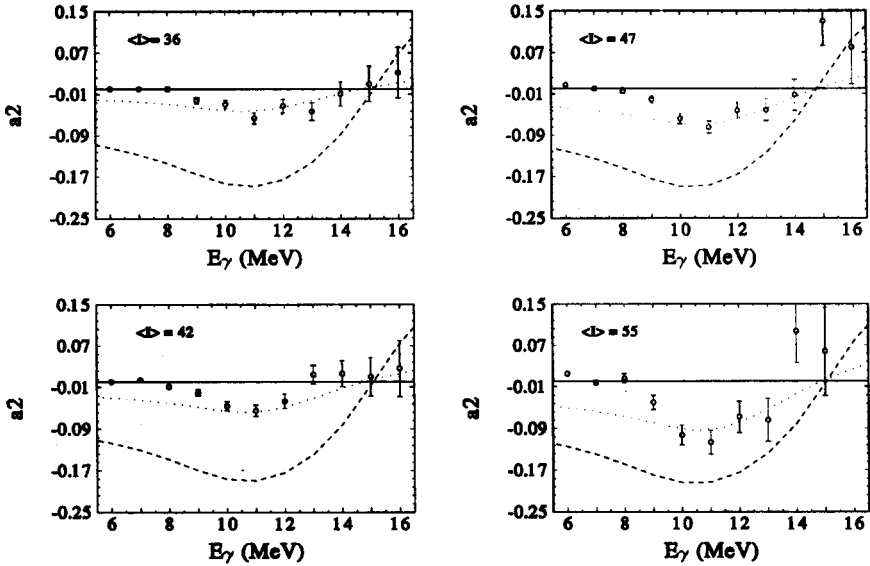 <I>= 36
0.15
0.07
-0.01
-0.09
-0.17
-0.25
a2
6 8 10 12 14 16
Eγ (MeV)
<I> = 47
0.15
0.07
-0.01
-0.09
-0.17
-0.25
a2
6 8 10 12 14 16
Eγ (MeV)
<I> = 42
0.15
0.07
-0.01
-0.09
-0.17
-0.25
a2
6 8 10 12 14 16
Eγ (MeV)
<I> = 55
0.15
0.07
-0.01
-0.09
-0.17
-0.25
a2
6 8 10 12 14 16
Eγ (MeV)